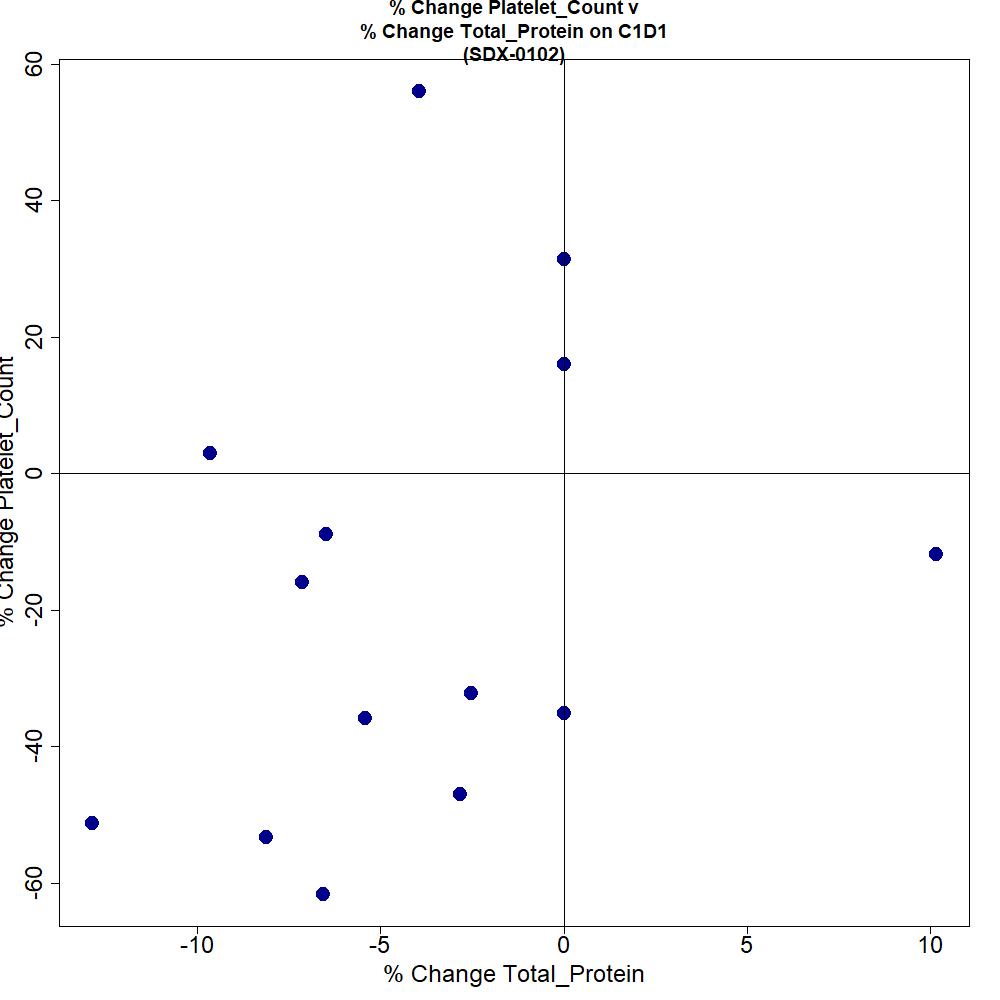 % Change Platelet_Count v
% Change Total_Protein on C1D1
(SDX-0102)
60
40
20
0
-20
-40
-60
% Change Platelet_Count
-10
-5
0
5
10
% Change Total_Protein